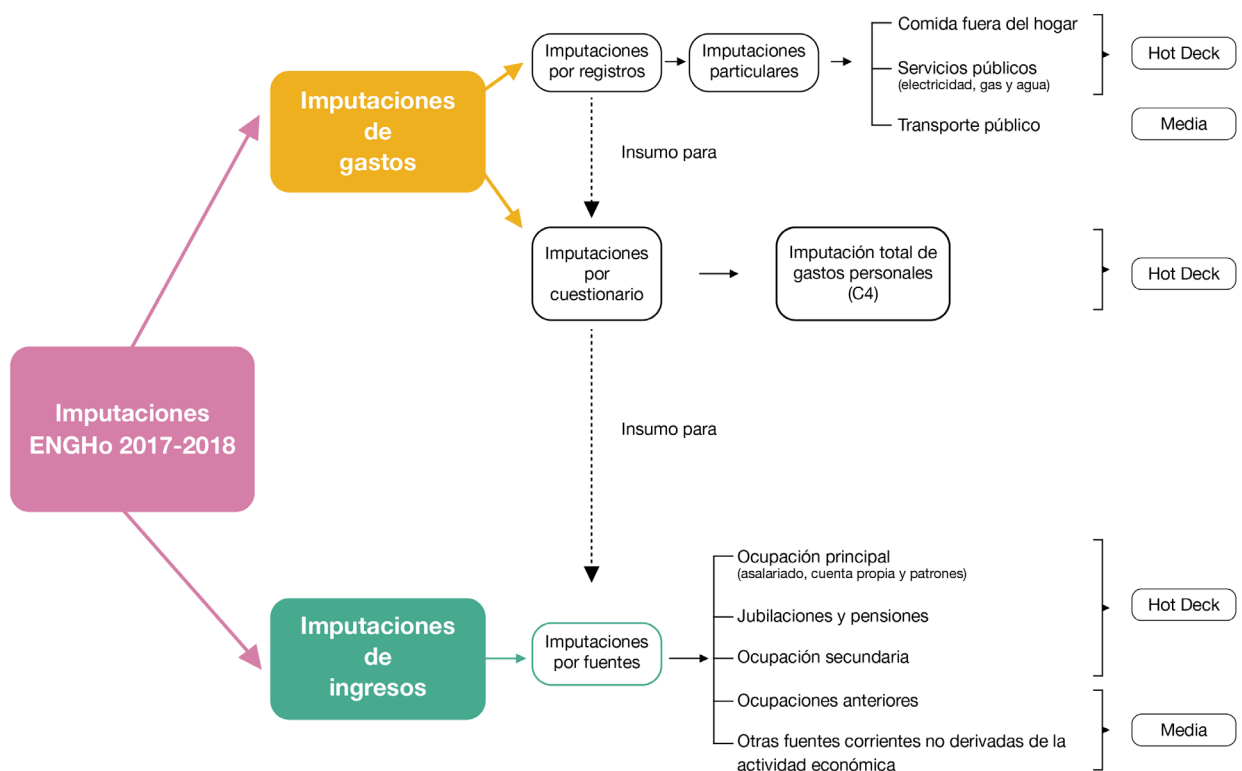 Imputaciones
ENGHo 2017-2018
Imputaciones
de
gastos
Imputaciones
por registros
Imputaciones
particulares
Comida fuera del hogar
Servicios públicos
(electricidad, gas y agua)
Transporte público
Hot Deck
Media
Insumo para
Imputaciones
por
cuestionario
Imputación total de
gastos personales
(C4)
Hot Deck
Insumo para
Imputaciones
de
ingresos
Imputaciones
por fuentes
Ocupación principal
(asalariado, cuenta propia y patrones)
Jubilaciones y pensiones
Ocupación secundaria
Ocupaciones anteriores
Otras fuentes corrientes no derivadas de la
actividad económica
Hot Deck
Media